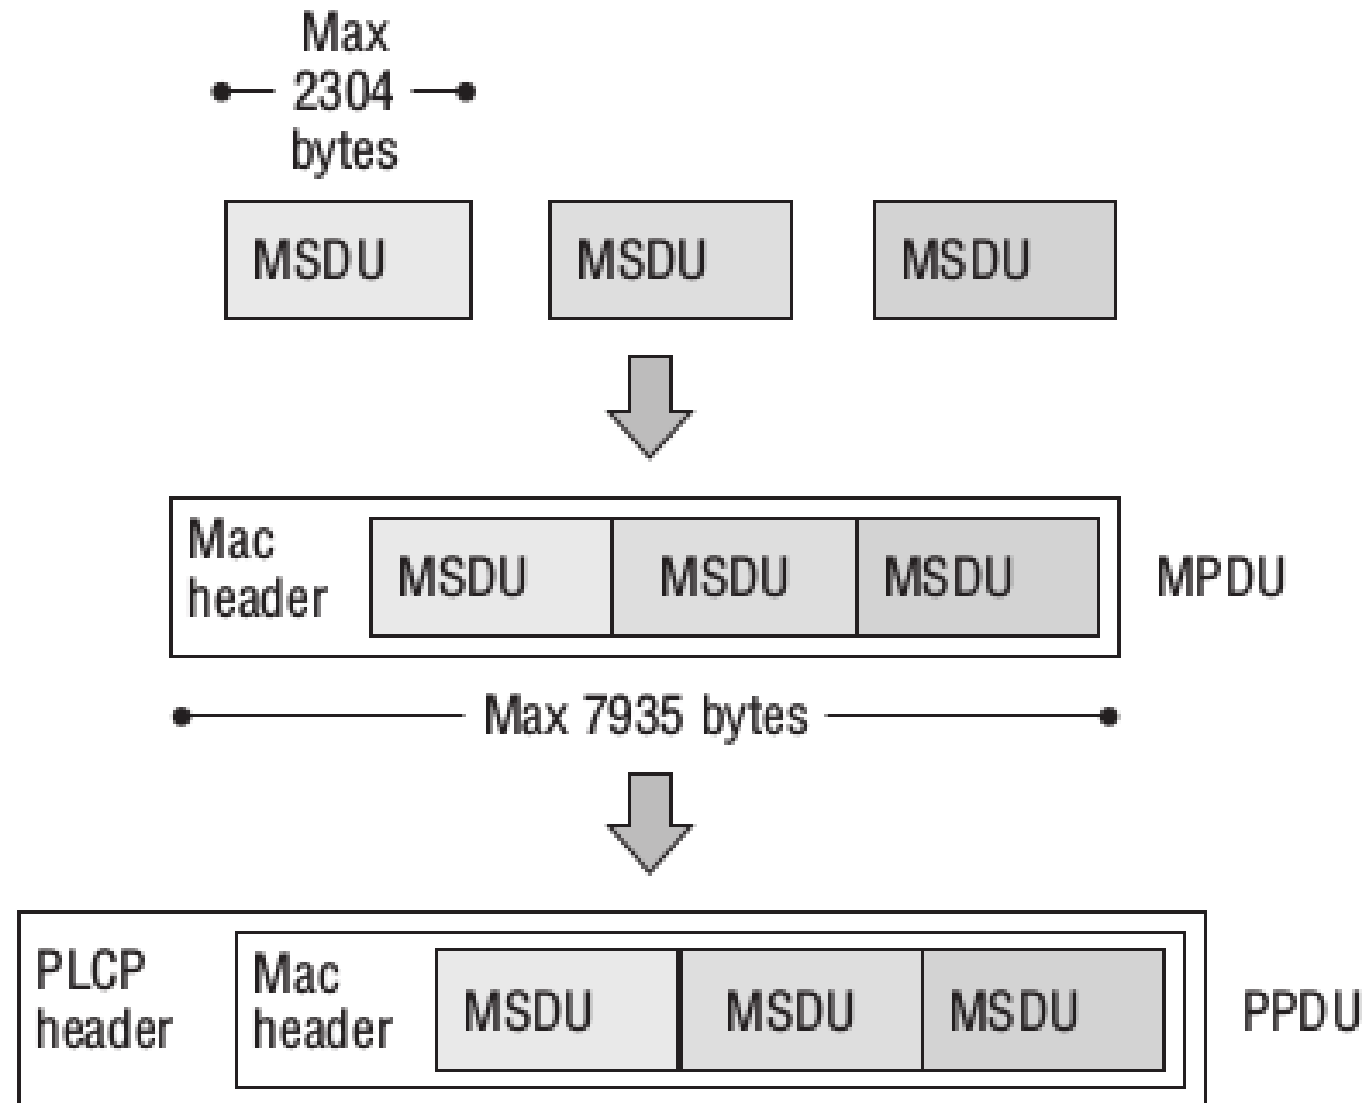 Max
2304
bytes
MSDU MSDU MSDU
Mac
header
MSDU MSDU MSDU
MPDU
Max 7935 bytes
PLCP
header
Mac
header
MSDU MSDU MSDU
PPDU